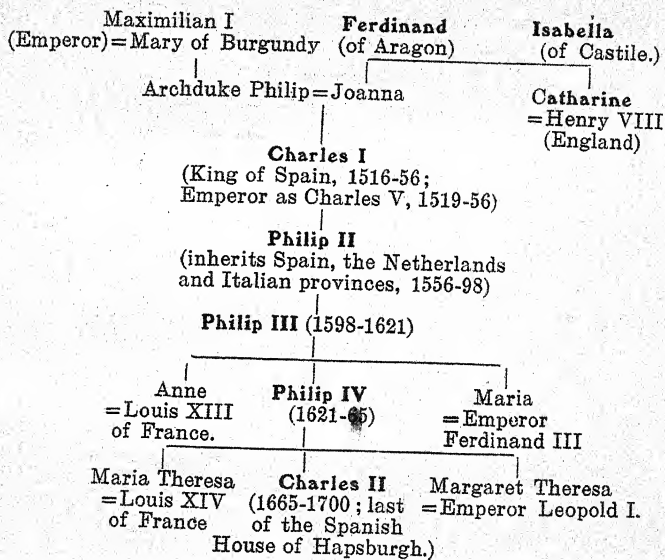 Maximilian I
(Emperor)=Mary of Burgundy
Ferdinand
(of Aragon)
Isabella
(of Castile.)
Archduke Philip=Joanna
Catharine
=Henry VIII
(England)
Charles I
(King of Spain, 1516-56;
Emperor as Charles V, 1519-56)
Philip II
(inherits Spain, the Netherlands
and Italian provinces, 1556-98)
Philip III (1598-1621)
Anne
=Louis XIII
of France.
Philip IV
(1621-65)
Maria
=Emperor
Ferdinand III
Maria Theresa
=Louis XIV
of France
Charles II
(1665-1700; last
of the Spanish
House of Hapsburgh.)
Margaret Theresa
=Emperor Leopold I.